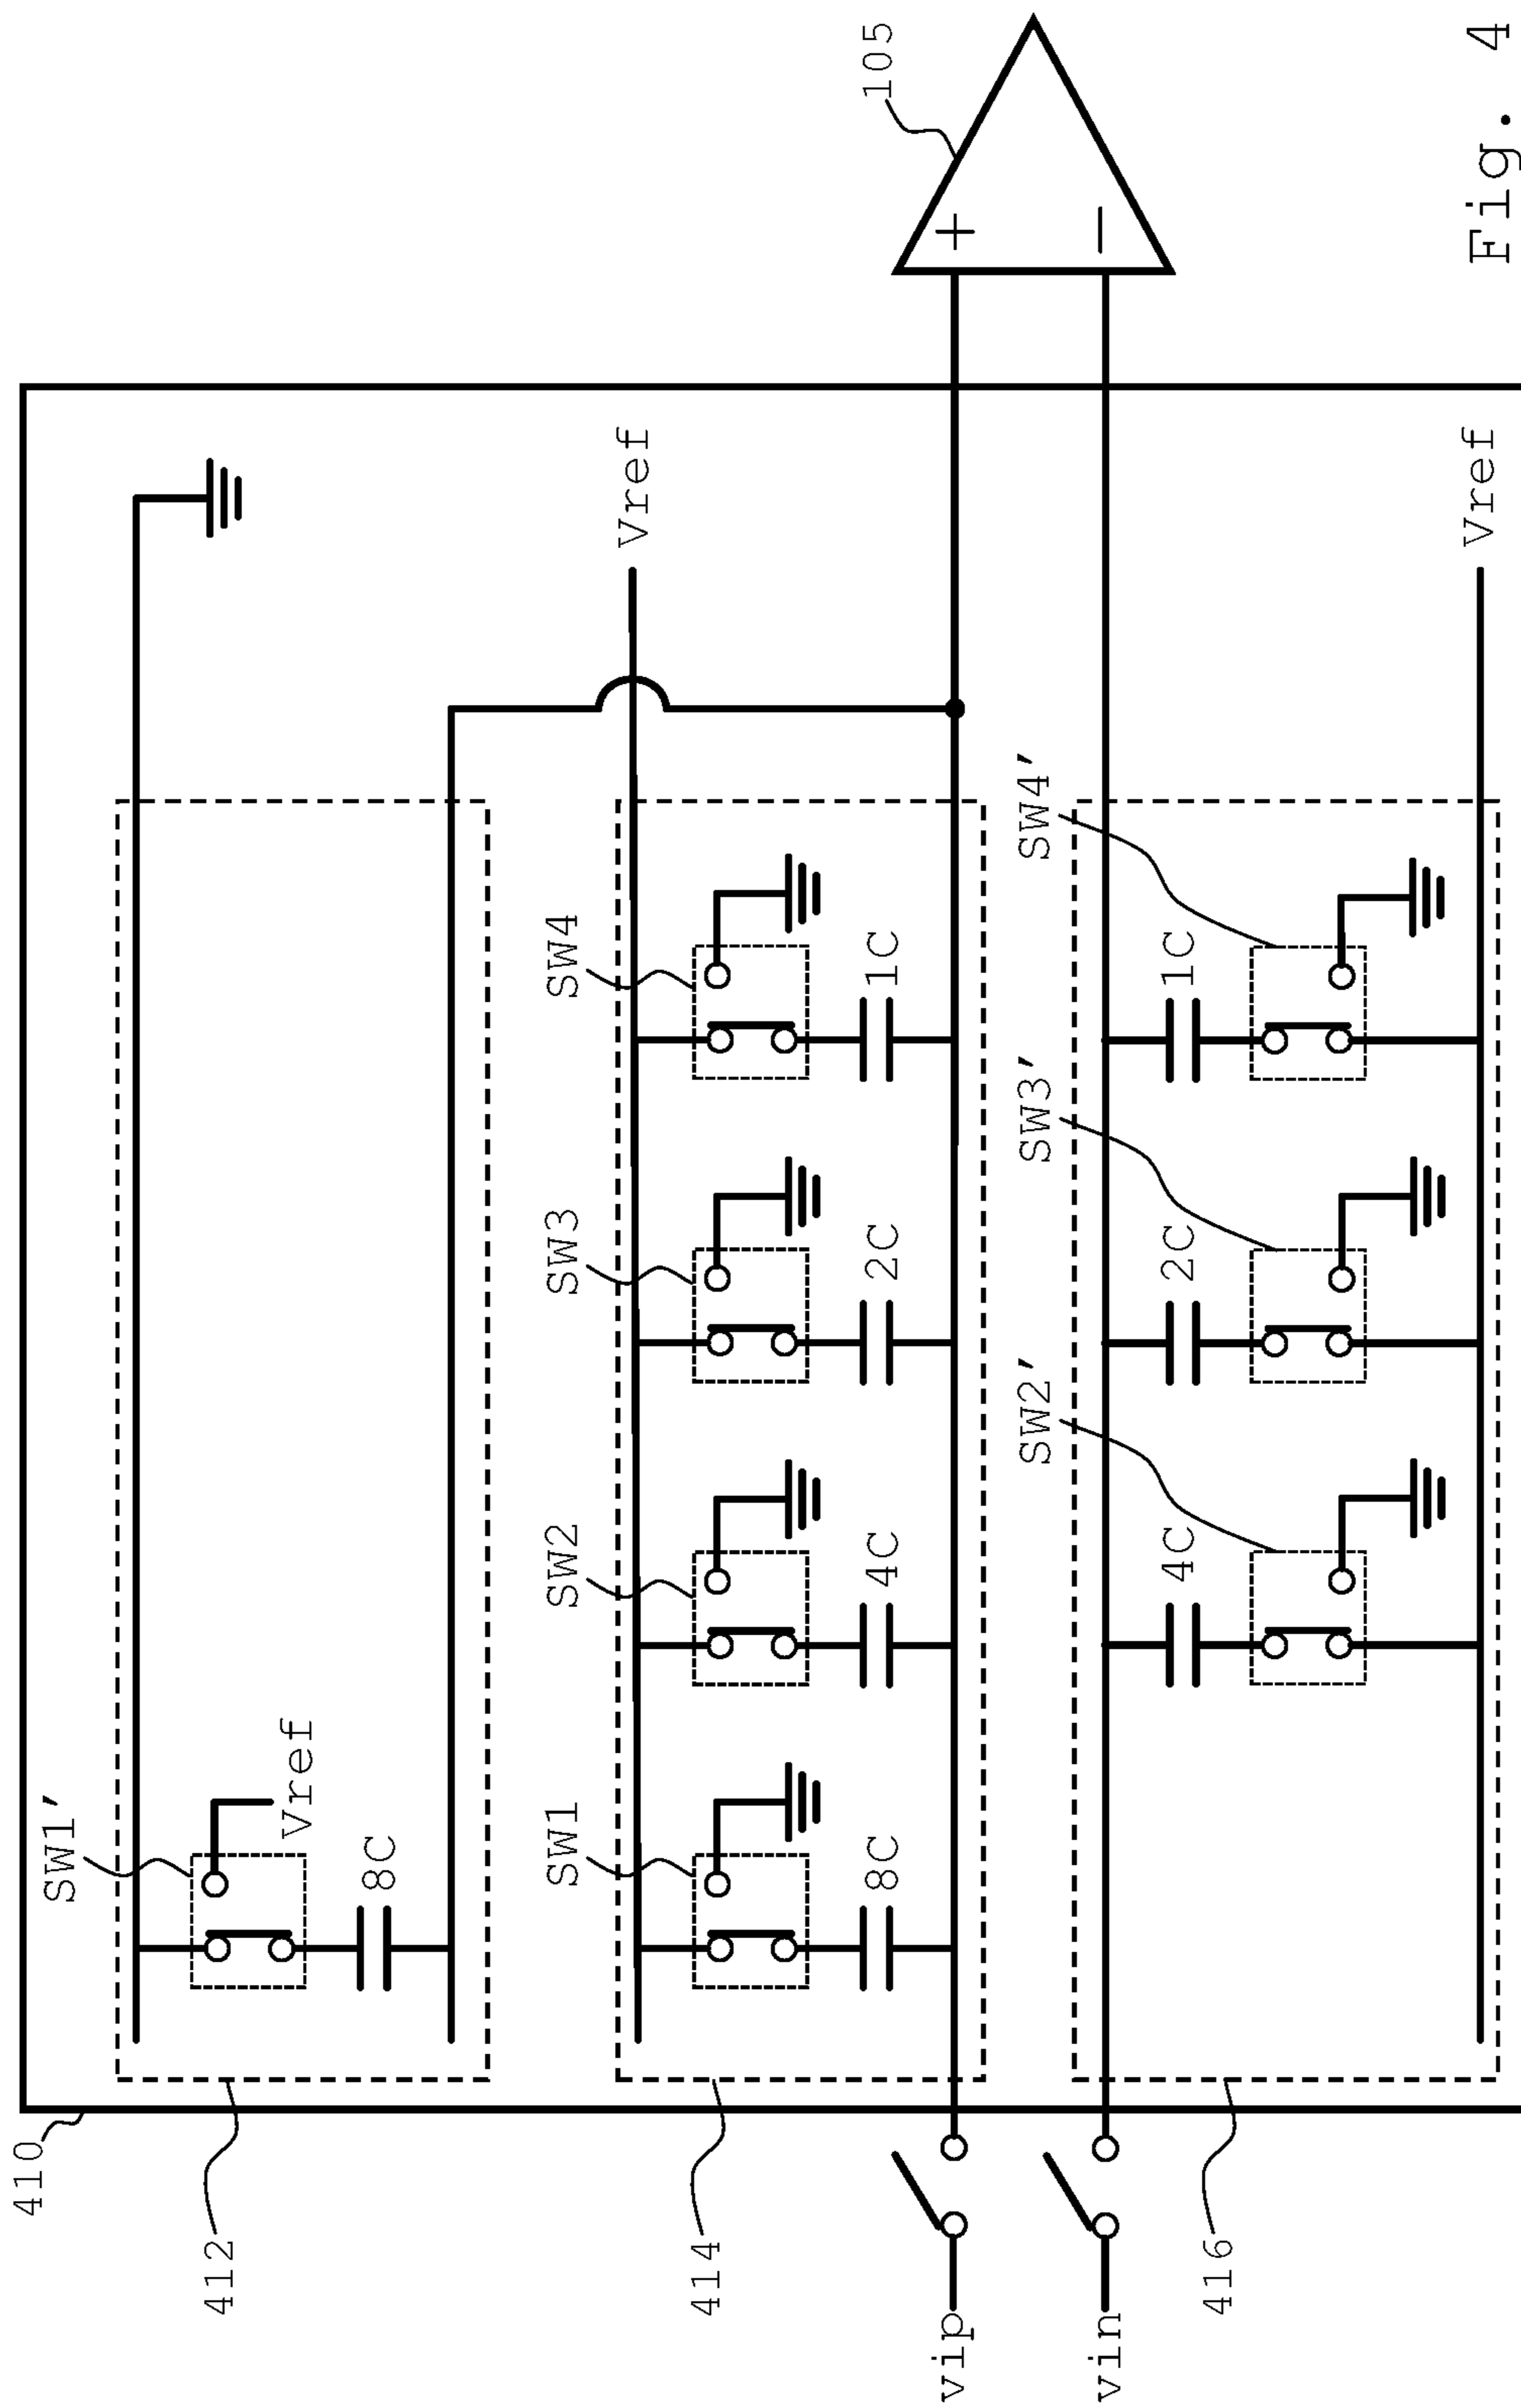 410
412
SW1'
Vref
8C
414
SW1
8C
SW2
4C
SW3
2C
SW4
1C
Vref
vip
vin
105
+
−
416
4C
SW2'
2C
SW3'
1C
SW4'
Vref
Fig. 4